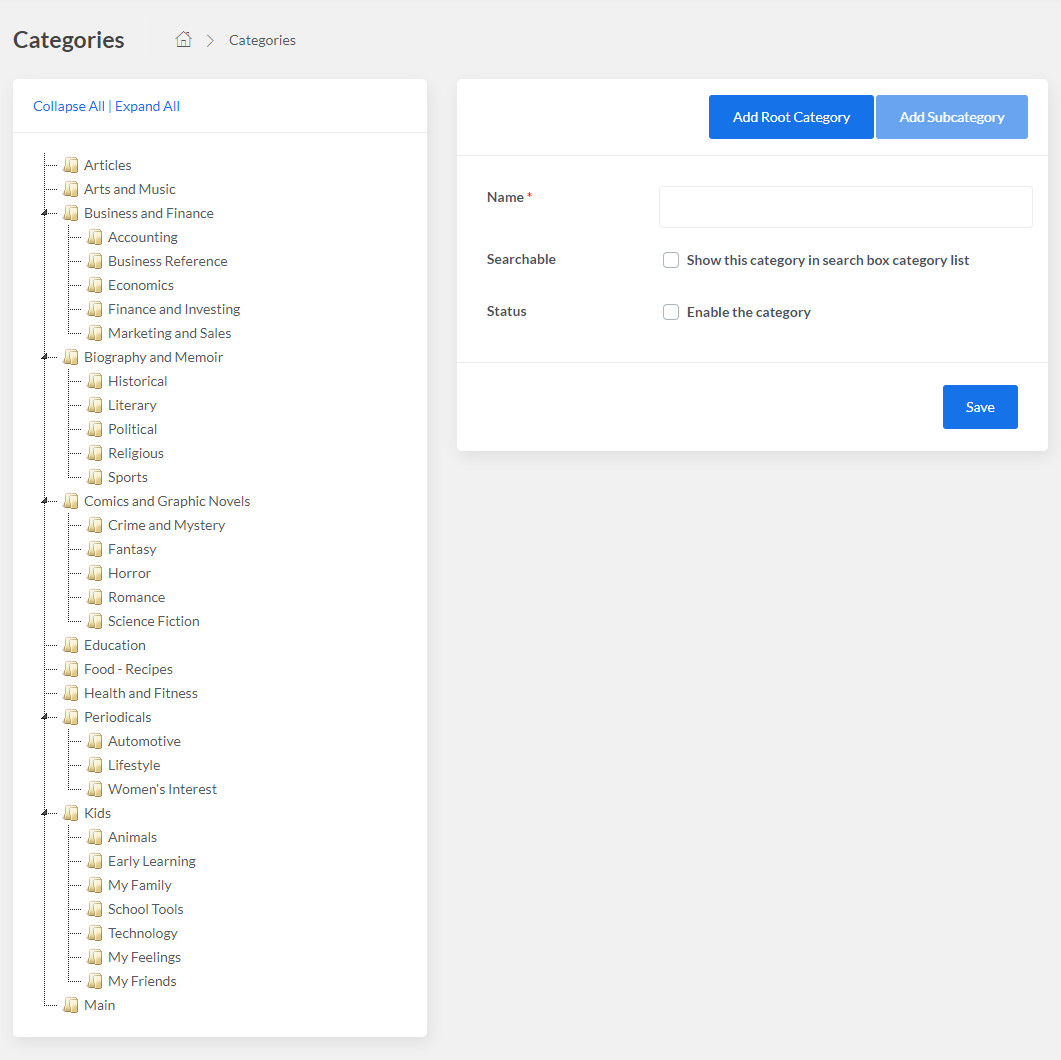 Categories
Categories
Collapse All | Expand All
Articles
Arts and Music
Business and Finance
Accounting
Business Reference
Economics
Finance and Investing
Marketing and Sales
Biography and Memoir
Historical
Literary
Political
Religious
Sports
Comics and Graphic Novels
Crime and Mystery
Fantasy
Horror
Romance
Science Fiction
Education
Food - Recipes
Health and Fitness
Periodicals
Automotive
Lifestyle
Women's Interest
Kids
Animals
Early Learning
My Family
School Tools
Technology
My Feelings
My Friends
Main
Add Root Category
Add Subcategory
Name *
Searchable
Show this category in search box category list
Status
Enable the category
Save